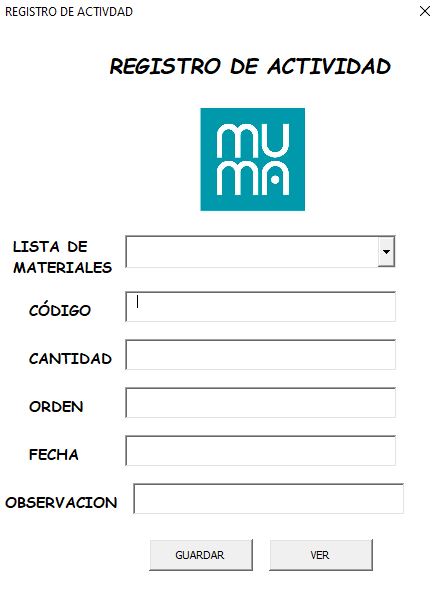 REGISTRO DE ACTIVDAD
REGISTRO DE ACTIVIDAD
MU
MA
LISTA DE
MATERIALES
CÓDIGO
CANTIDAD
ORDEN
FECHA
OBSERVACION
GUARDAR VER